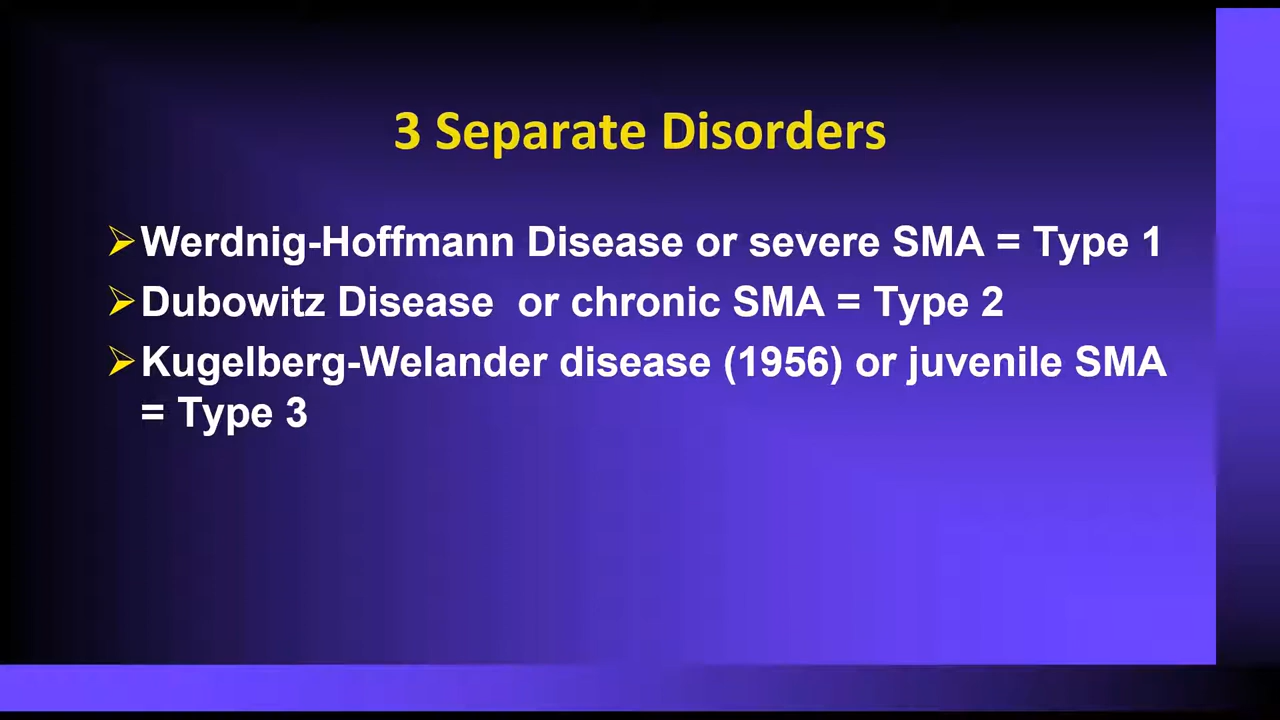 3 Separate Disorders
Werdnig-Hoffmann Disease or severe SMA = Type 1
Dubowitz Disease  or chronic SMA = Type 2
Kugelberg-Welander disease (1956) or juvenile SMA
= Type 3